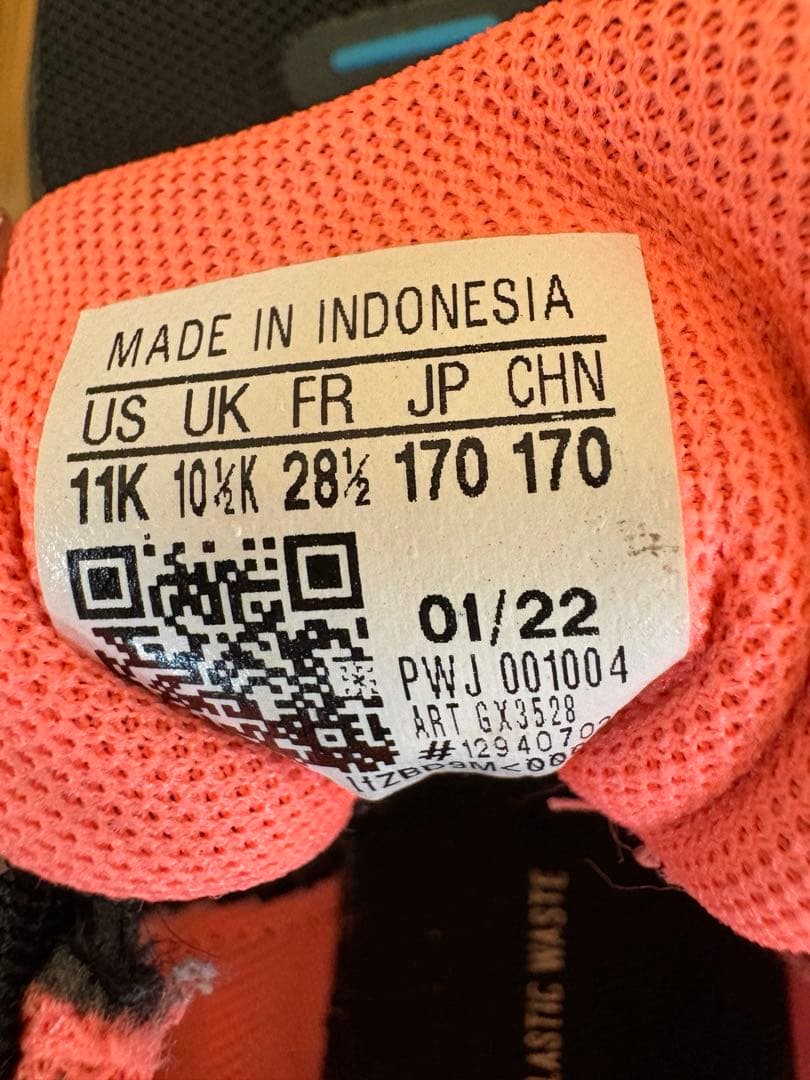 MADE IN INDONESIA
US UK FR JP CHN
11K 10½K 28½ 170 170
01/22
PWJ 001004
ART GX3528
WASTE